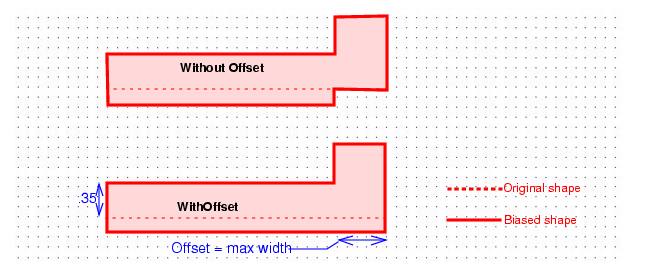 Without Offset
.35
WithOffset
Original shape
Biased shape
Offset = max width